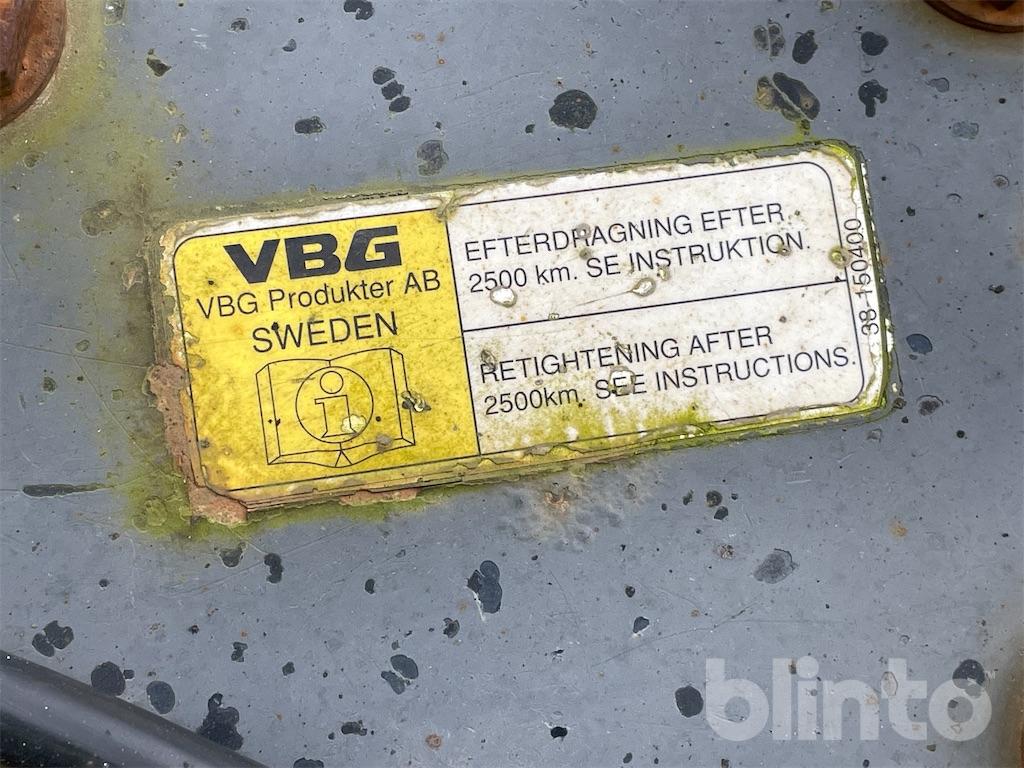 VBG
VBG Produkter AB
SWEDEN
i
EFTERDRAGNING EFTER
2500 km. SE INSTRUKTION.
RETIGHTENING AFTER
2500km. SEE INSTRUCTIONS.
38-150400
blinto